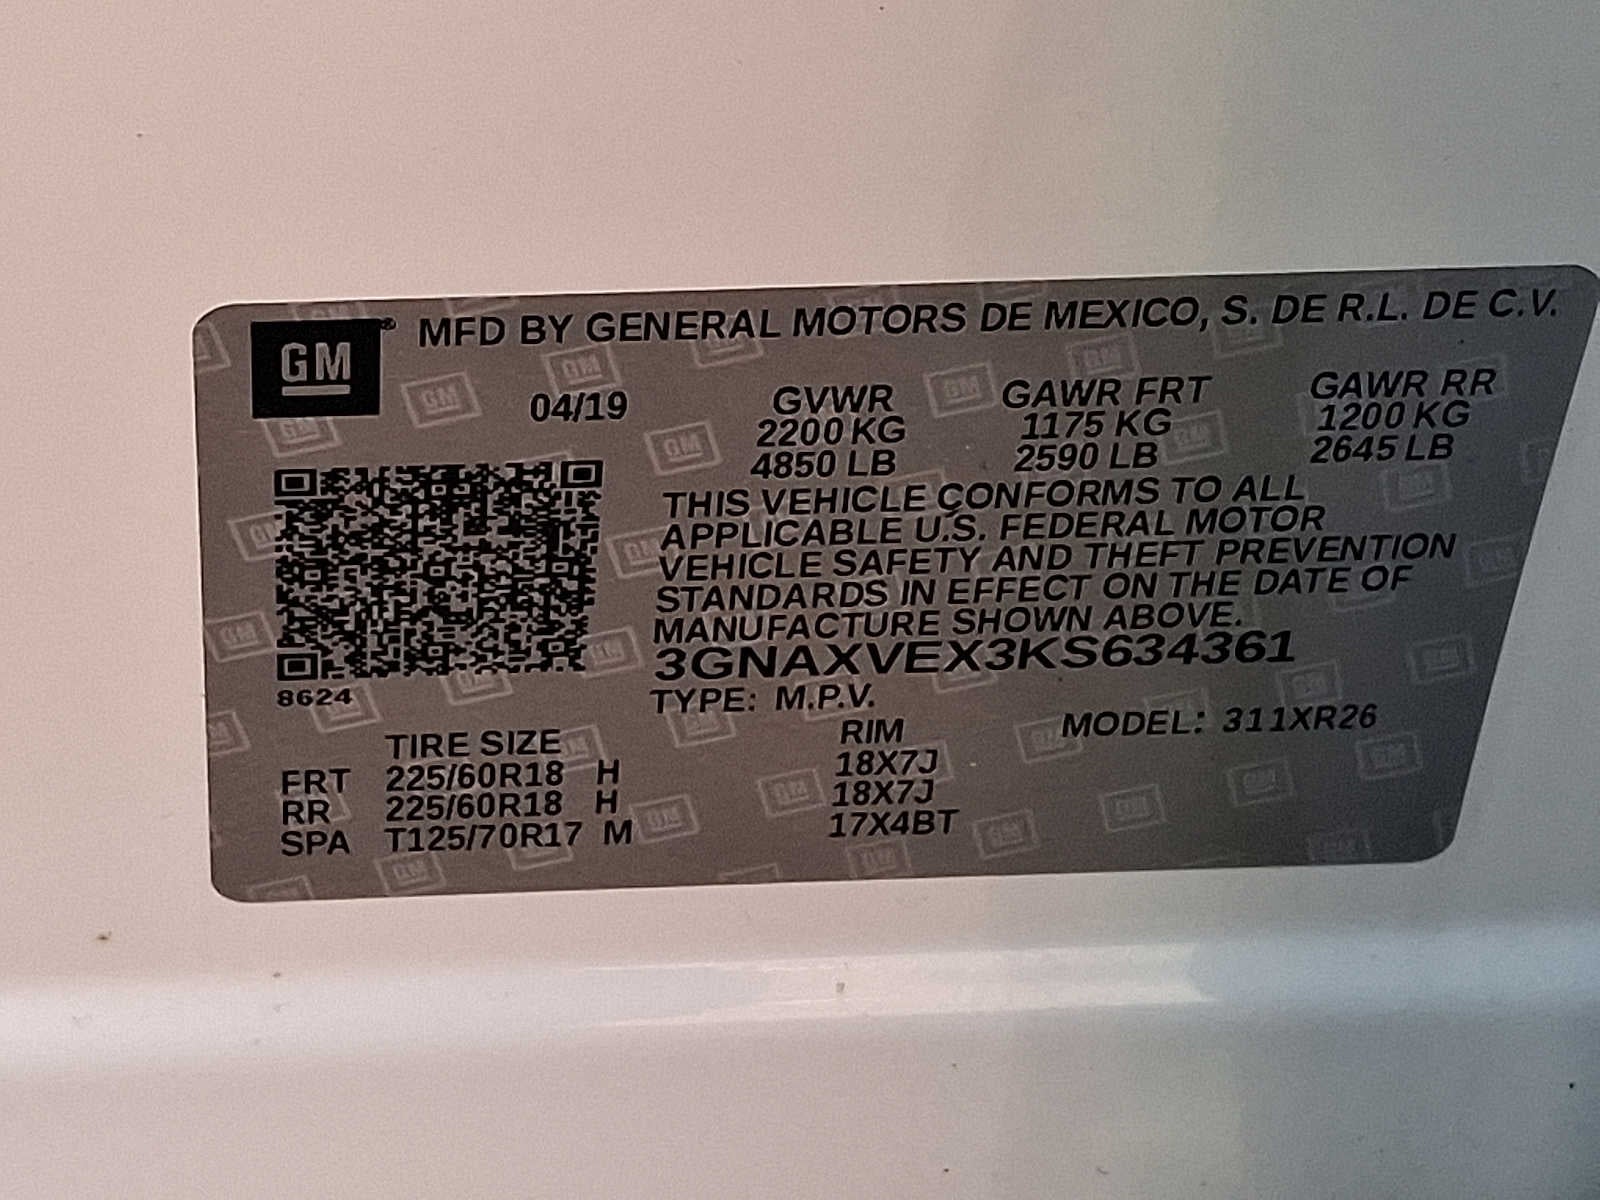 GM® MFD BY GENERAL MOTORS DE MEXICO, S. DE R.L. DE C.V.
04/19 GVWR GAWR FRT GAWR RR
2200 KG 1175 KG 1200 KG
4850 LB 2590 LB 2645 LB
THIS VEHICLE CONFORMS TO ALL
APPLICABLE U.S. FEDERAL MOTOR
VEHICLE SAFETY AND THEFT PREVENTION
STANDARDS IN EFFECT ON THE DATE OF
MANUFACTURE SHOWN ABOVE.
3GNAXVEX3KS634361
8624
TYPE: M.P.V. MODEL: 311XR26
TIRE SIZE RIM
FRT 225/60R18 H 18X7J
RR 225/60R18 H 18X7J
SPA T125/70R17 M 17X4BT